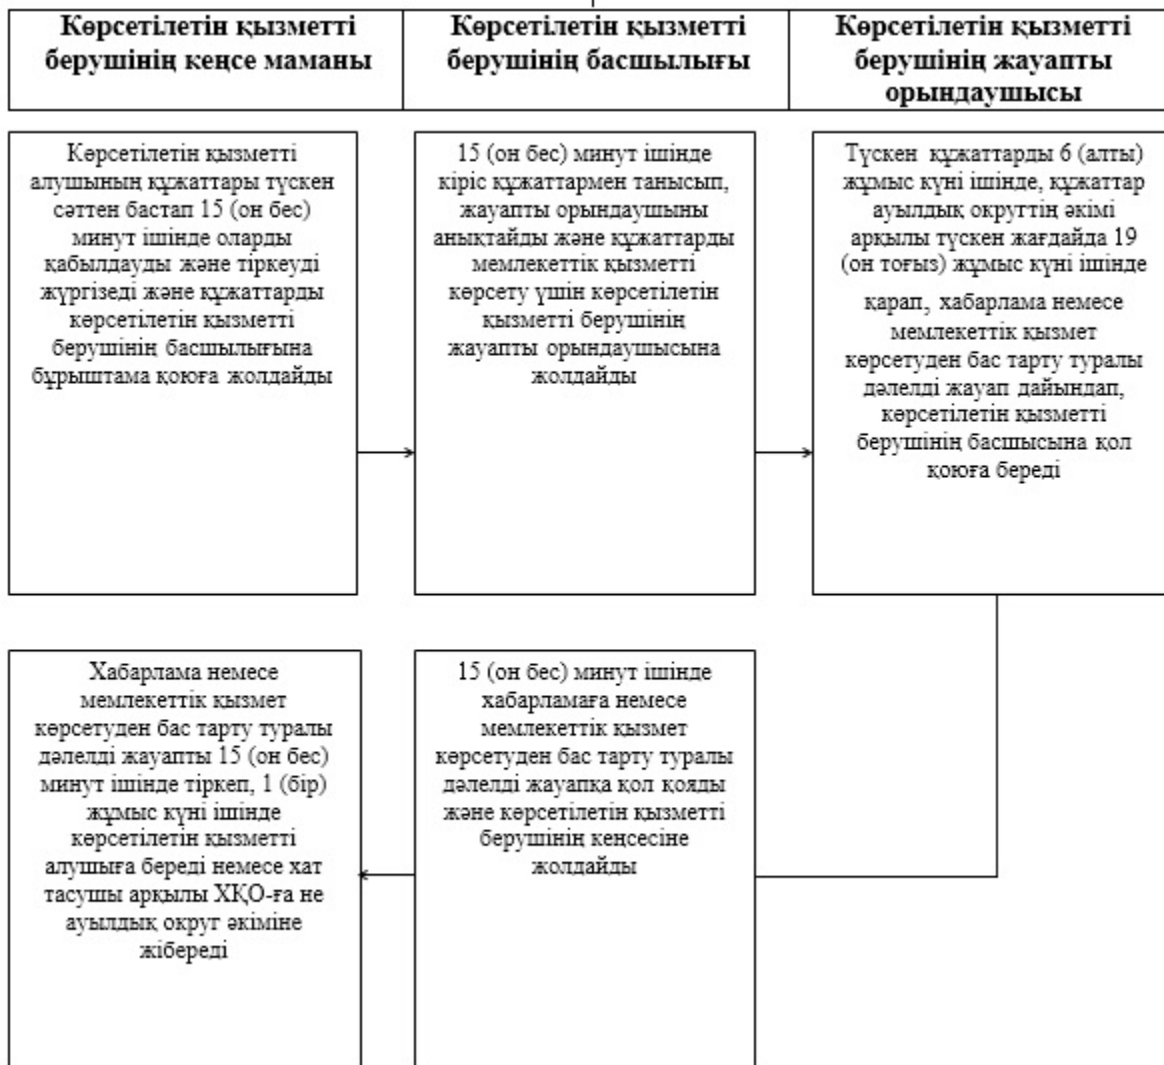 Көрсетілетін қызметті
берушінің кеңсе маманы
Көрсетілетін қызметті
берушінің басшылығы
Көрсетілетін қызметті
берушінің жауапты
орындаушысы
Көрсетілетін қызметті
алушының құжаттары түскен
сәттен бастап 15 (он бес)
минут ішінде оларды
қабылдауды және тіркеуді
жүргізеді және құжаттарды
көрсетілетін қызметті
берушінің басшылығына
бұрыштама қоюға жолдайды
15 (он бес) минут ішінде
кіріс құжаттармен танысып,
жауапты орындаушыны
анықтайды және құжаттарды
мемлекеттік қызметті
көрсету үшін көрсетілетін
қызметті берушінің
жауапты орындаушысына
жолдайды
Түскен құжаттарды 6 (алты)
жұмыс күні ішінде, құжаттар
ауылдық округтің әкімі
арқылы түскен жағдайда 19
(он тоғыз) жұмыс күні ішінде
қарап, хабарлама немесе
мемлекеттік қызмет
көрсетуден бас тарту туралы
дәлелді жауап дайындап,
көрсетілетін қызметті
берушінің басшысына қол
қоюға береді
Хабарлама немесе
мемлекеттік қызмет
көрсетуден бас тарту туралы
дәлелді жауапты 15 (он бес)
минут ішінде тіркеп, 1 (бір)
жұмыс күні ішінде
көрсетілетін қызметті
алушыға береді немесе хат
тасушы арқылы ХҚО-ға не
ауылдық округ әкіміне
жібереді
15 (он бес) минут ішінде
хабарламаға немесе
мемлекеттік қызмет
көрсетуден бас тарту туралы
дәлелді жауапқа қол қояды
және көрсетілетін қызметті
берушінің кеңсесіне
жолдайды